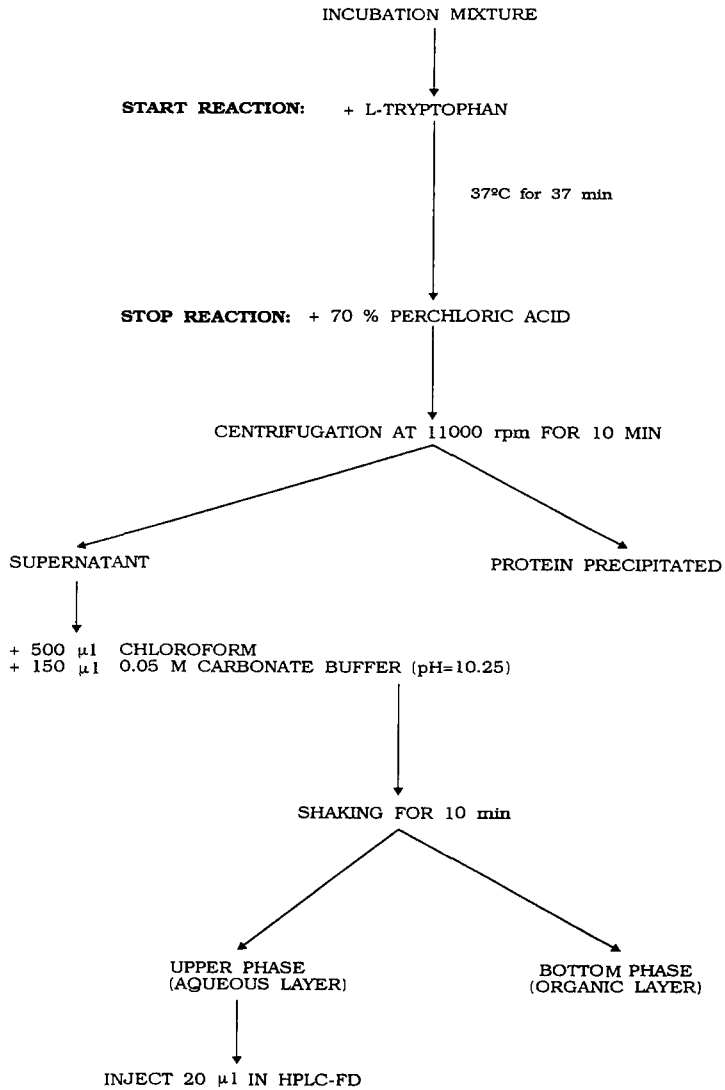 INCUBATION MIXTURE
START REACTION: + L-TRYPTOPHAN
37ºC for 37 min
STOP REACTION: + 70 % PERCHLORIC ACID
CENTRIFUGATION AT 11000 rpm FOR 10 MIN
SUPERNATANT
PROTEIN PRECIPITATED
+ 500 µl CHLOROFORM
+ 150 µl 0.05 M CARBONATE BUFFER (pH=10.25)
SHAKING FOR 10 min
UPPER PHASE
(AQUEOUS LAYER)
BOTTOM PHASE
(ORGANIC LAYER)
INJECT 20 µl IN HPLC-FD